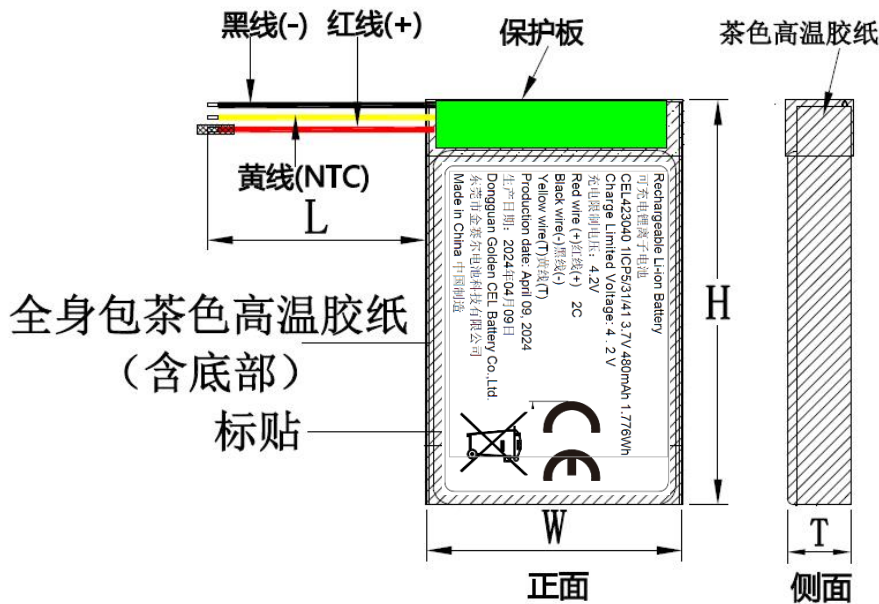 黑线(-) 红线(+)
保护板
茶色高温胶纸
黄线(NTC)
L
全身包茶色高温胶纸
（含底部）
标贴
Rechargeable Li-ion Battery
可充电锂离子电池
CEL423040 1ICP5/31/41 3.7V 480mAh 1.776Wh
Charge Limited Voltage: 4 . 2 V
充电限制电压： 4.2V
Red wire (+)红线(+) 2C
Black wire(-)黑线(-)
Yellow wire(T)黄线(T)
Production date: April 09, 2024
生产日期： 2024年04月09日
Dongguan Golden CEL Battery Co.,Ltd.
东莞市金赛尔电池科技有限公司
Made in China 中国制造
CE
H
W
T
正面
侧面